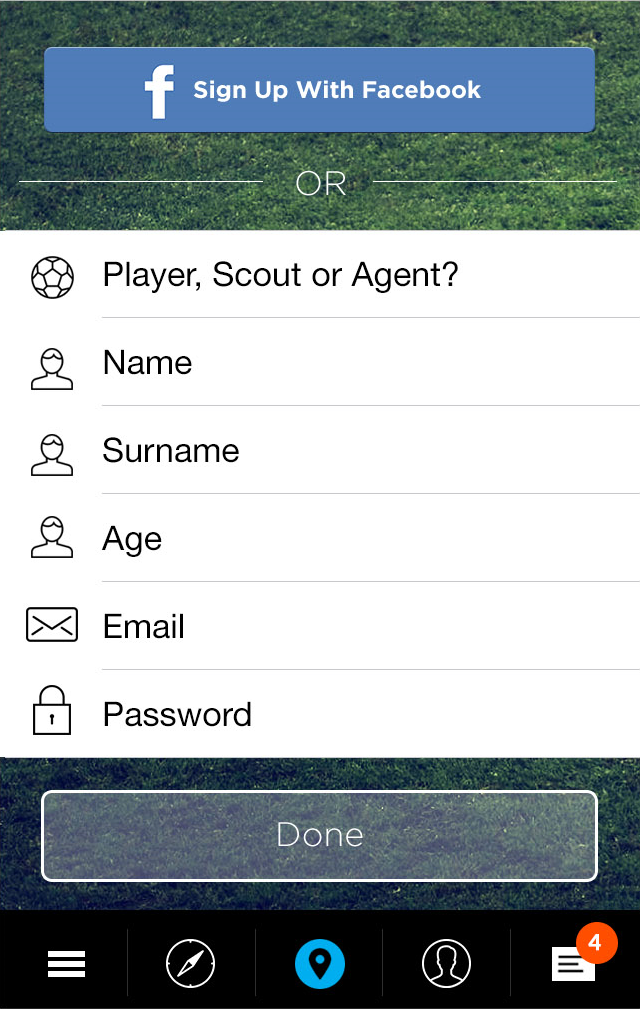 Sign Up With Facebook
OR
Player, Scout or Agent?
Name
Surname
Age
Email
Password
Done
4